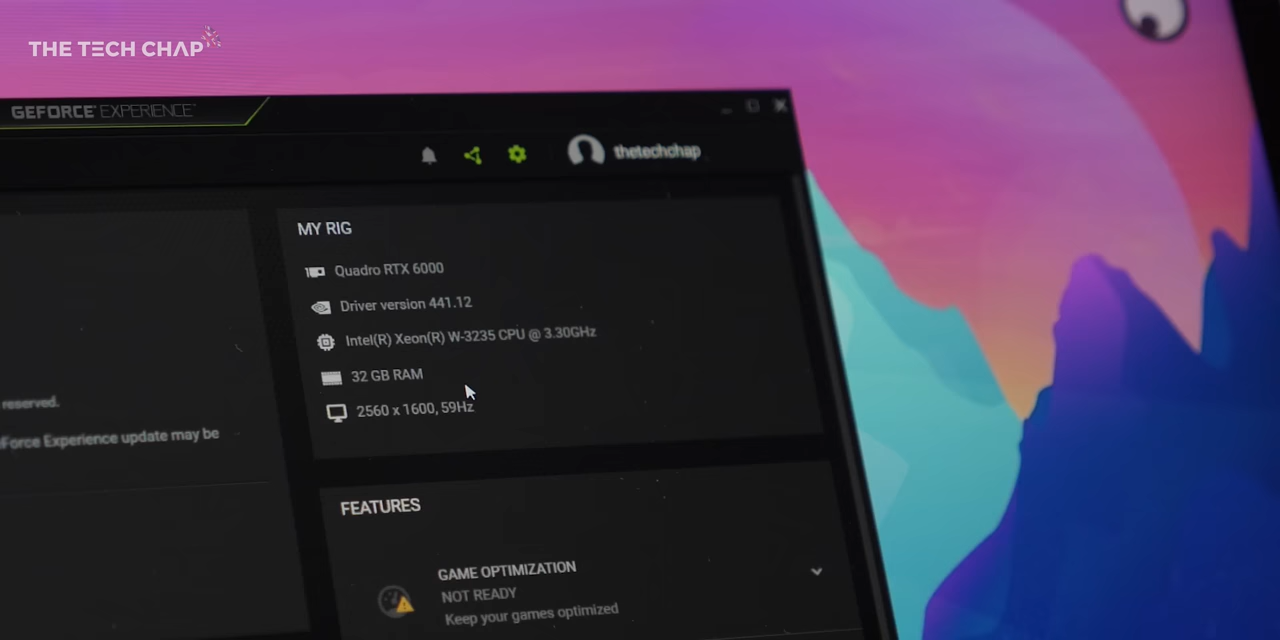 THE TECH CHAP
GEFORCE EXPERIENCE
thetechchap
MY RIG
Quadro RTX 6000
Driver version 441.12
Intel(R) Xeon(R) W-3235 CPU @ 3.30GHz
32 GB RAM
2560 x 1600, 59Hz
reserved.
Force Experience update may be
FEATURES
GAME OPTIMIZATION
NOT READY
Keep your games optimized